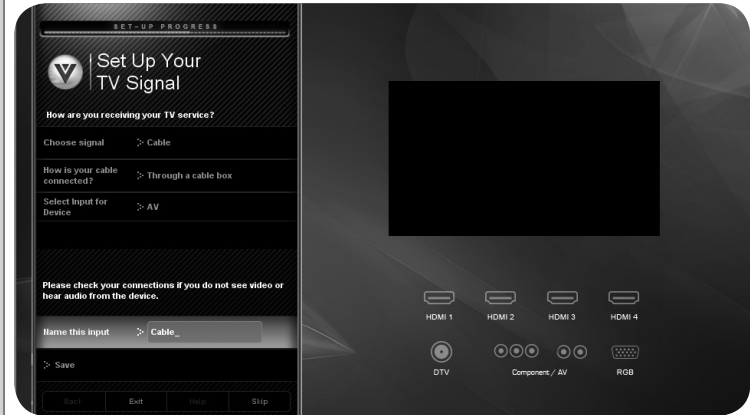 SET-UP PROGRESS
Set Up Your
TV Signal
How are you receiving your TV service?
Choose signal :· Cable
How is your cable
connected? :· Through a cable box
Select Input for
Device :· AV
Please check your connections if you do not see video or
hear audio from the device.
Name this input :· Cable_
:· Save
Back Exit Help Skip
HDMI 1 HDMI 2 HDMI 3 HDMI 4
DTV Component / AV RGB